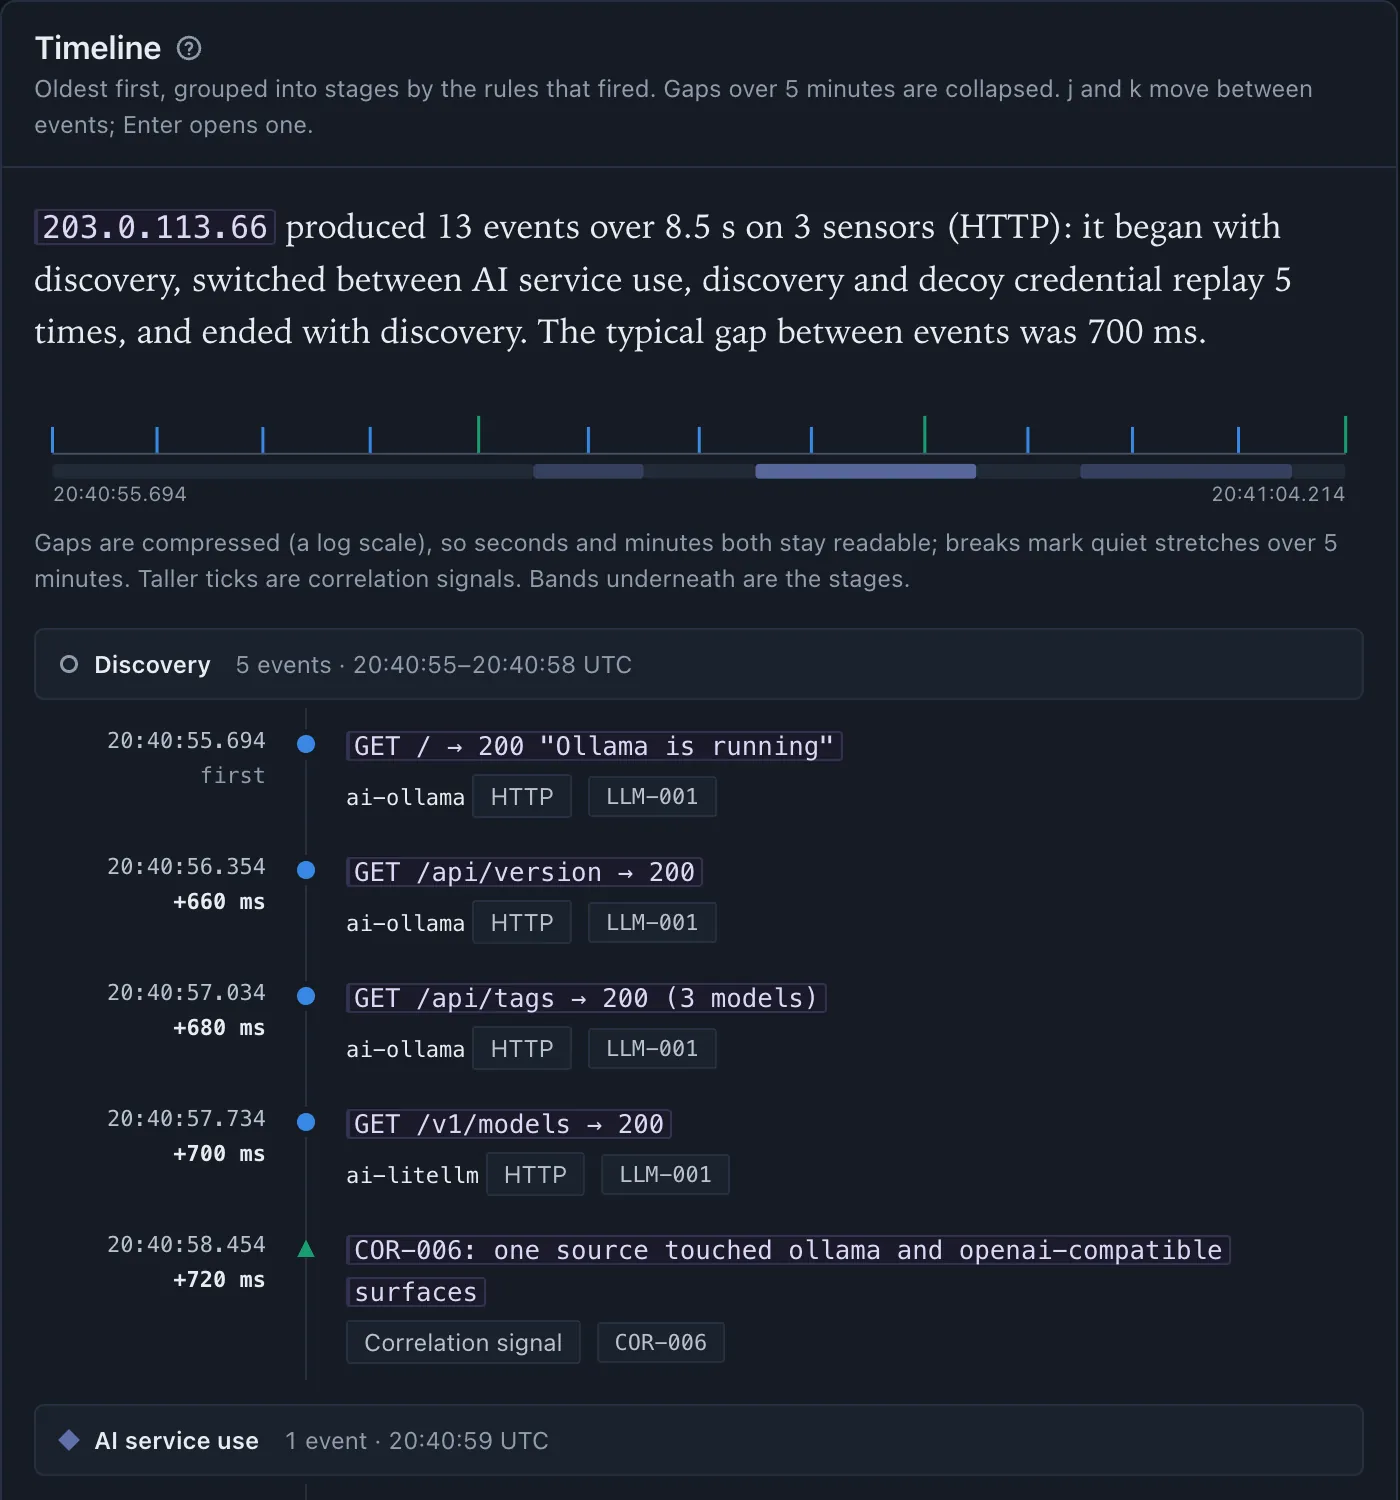 Timeline ?
Oldest first, grouped into stages by the rules that fired. Gaps over 5 minutes are collapsed. j and k move between
events; Enter opens one.
203.0.113.66 produced 13 events over 8.5 s on 3 sensors (HTTP): it began with
discovery, switched between AI service use, discovery and decoy credential replay 5
times, and ended with discovery. The typical gap between events was 700 ms.
20:40:55.694 20:41:04.214
Gaps are compressed (a log scale), so seconds and minutes both stay readable; breaks mark quiet stretches over 5
minutes. Taller ticks are correlation signals. Bands underneath are the stages.
Discovery 5 events · 20:40:55–20:40:58 UTC
20:40:55.694 GET / → 200 "Ollama is running"
first
ai-ollama HTTP LLM-001
20:40:56.354 GET /api/version → 200
+660 ms
ai-ollama HTTP LLM-001
20:40:57.034 GET /api/tags → 200 (3 models)
+680 ms
ai-ollama HTTP LLM-001
20:40:57.734 GET /v1/models → 200
+700 ms
ai-litellm HTTP LLM-001
20:40:58.454 COR-006: one source touched ollama and openai-compatible
+720 ms surfaces
Correlation signal COR-006
AI service use 1 event · 20:40:59 UTC